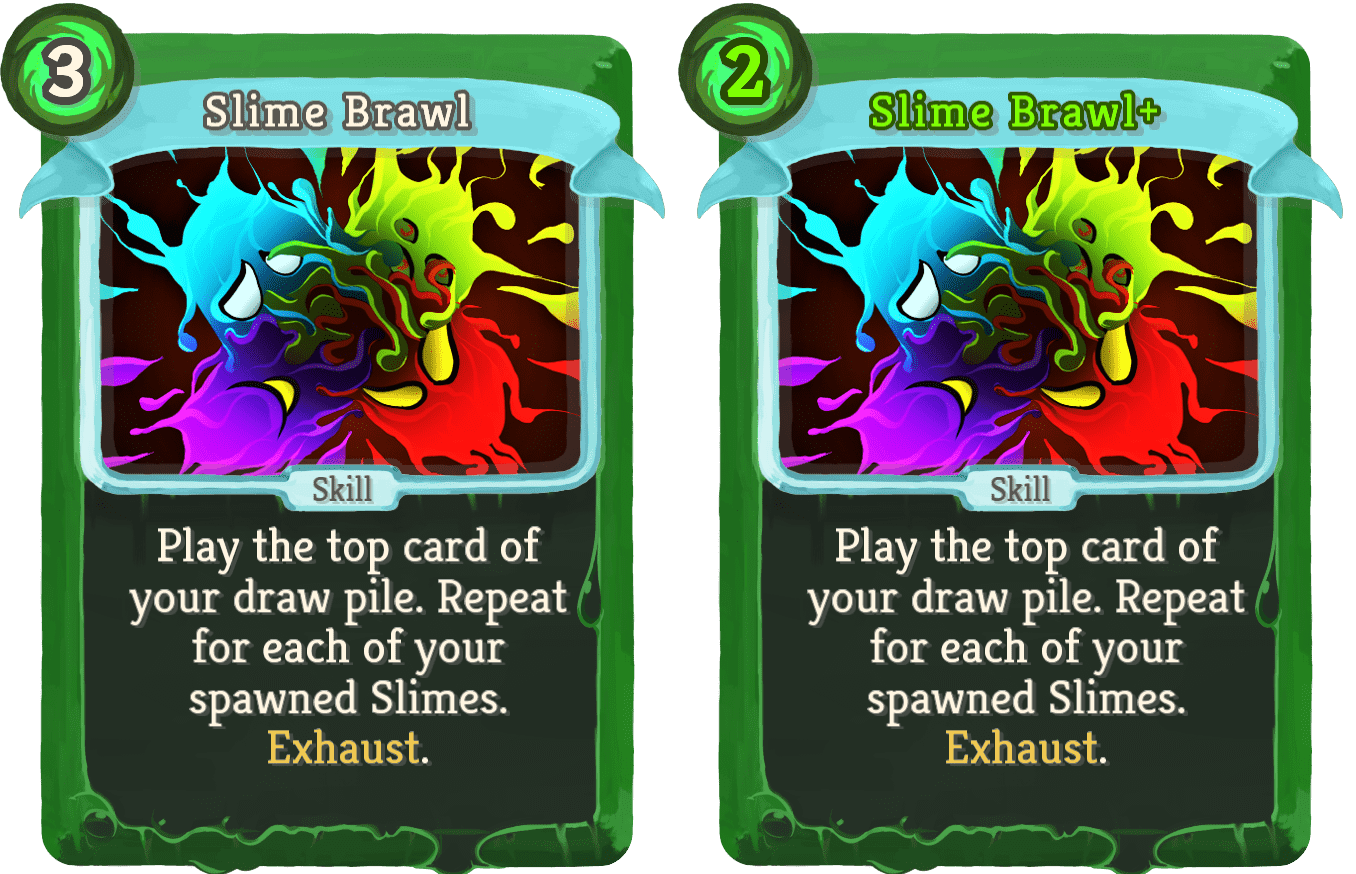 3
Slime Brawl
Skill
Play the top card of
your draw pile. Repeat
for each of your
spawned Slimes.
Exhaust.
2
Slime Brawl+
Skill
Play the top card of
your draw pile. Repeat
for each of your
spawned Slimes.
Exhaust.